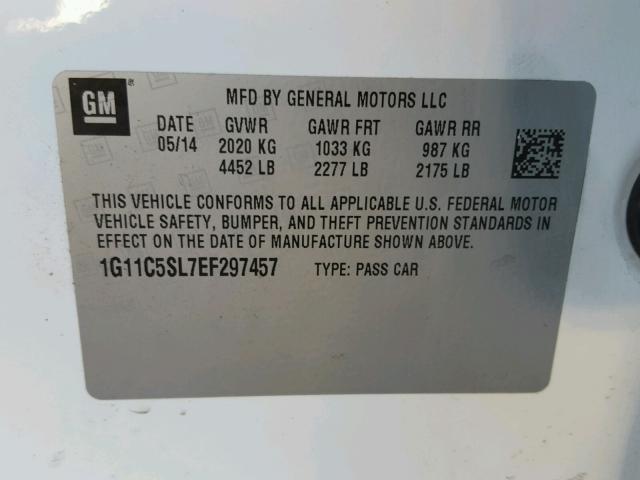 GM ®
MFD BY GENERAL MOTORS LLC
DATE GVWR GAWR FRT GAWR RR
05/14 2020 KG 1033 KG 987 KG
4452 LB 2277 LB 2175 LB
THIS VEHICLE CONFORMS TO ALL APPLICABLE U.S. FEDERAL MOTOR
VEHICLE SAFETY, BUMPER, AND THEFT PREVENTION STANDARDS IN
EFFECT ON THE DATE OF MANUFACTURE SHOWN ABOVE.
1G11C5SL7EF297457 TYPE: PASS CAR